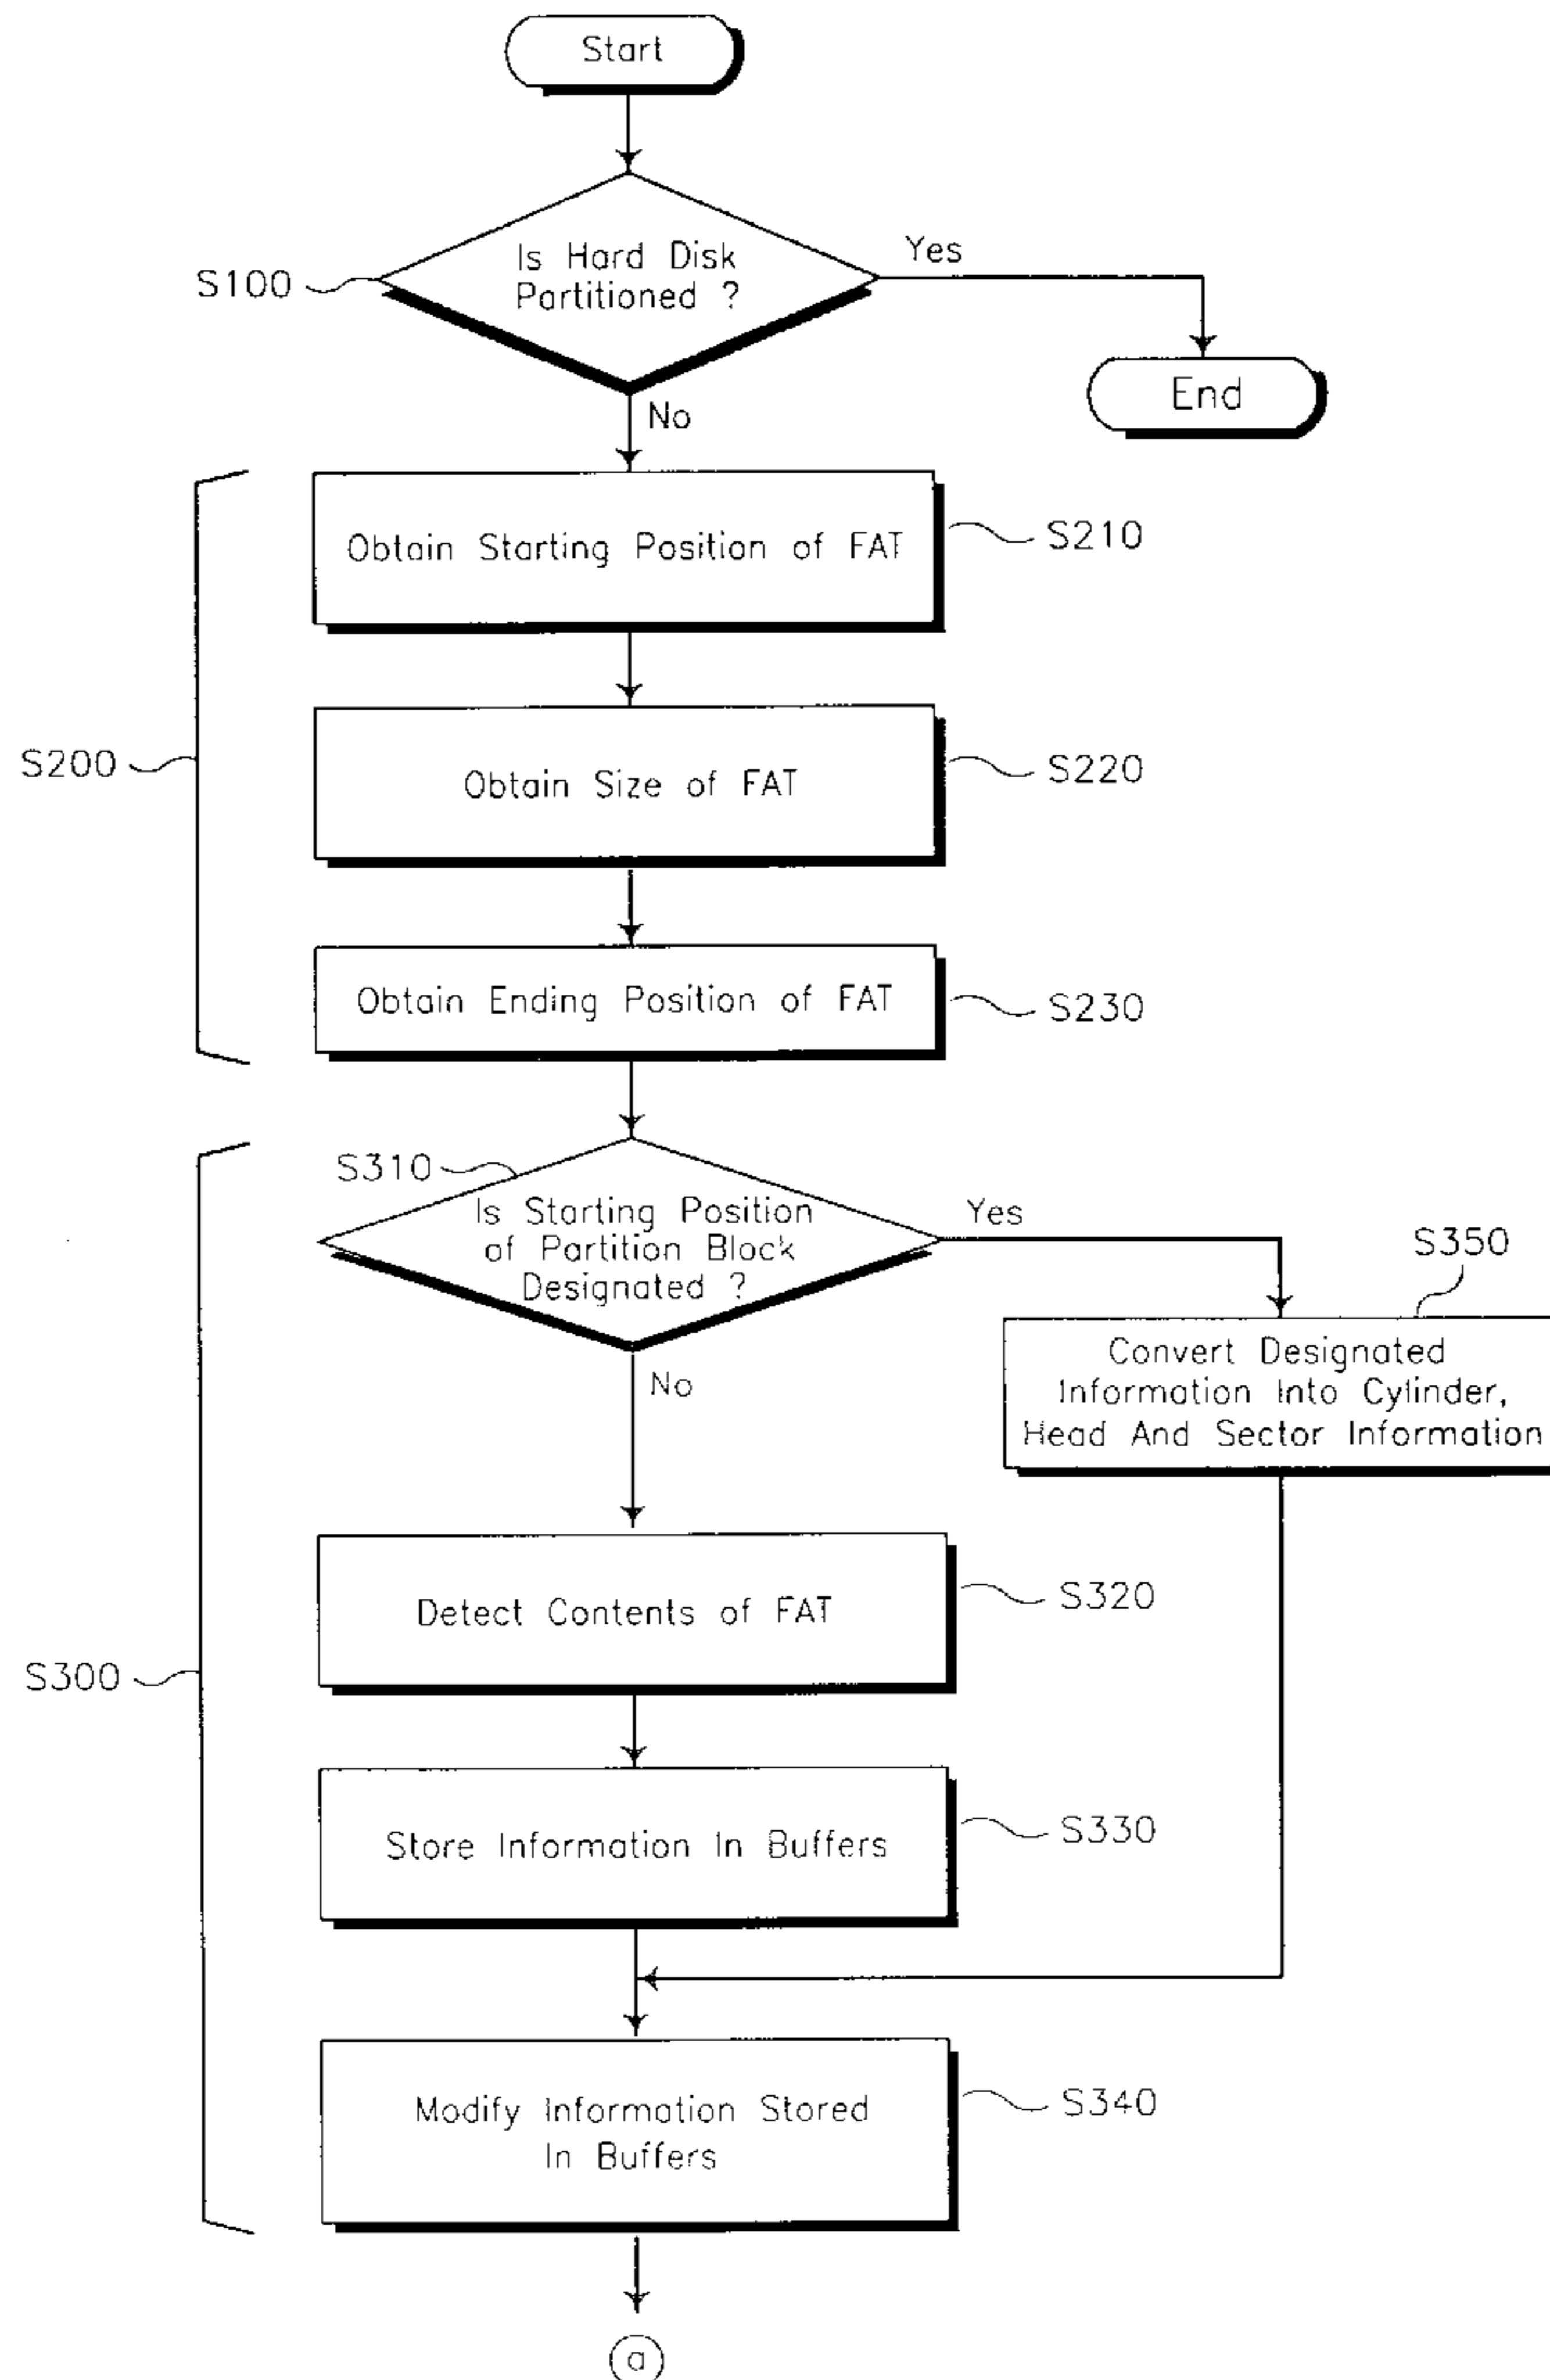 Start
Is Hard Disk
Partitioned ?
Yes
S100
End
No
Obtain Starting Position of FAT
S210
Obtain Size of FAT
S220
S200
Obtain Ending Position of FAT
S230
S310
Is Starting Position
of Partition Block
Designated ?
Yes
S350
Convert Designated
Information Into Cylinder,
Head And Sector Information
No
Detect Contents of FAT
S320
S300
Store Information In Buffers
S330
Modify Information Stored
In Buffers
S340
a